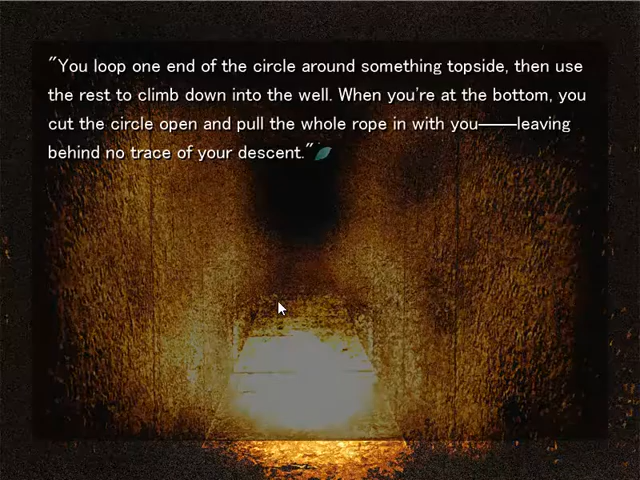 "You loop one end of the circle around something topside, then use
the rest to climb down into the well. When you're at the bottom, you
cut the circle open and pull the whole rope in with you——leaving
behind no trace of your descent."